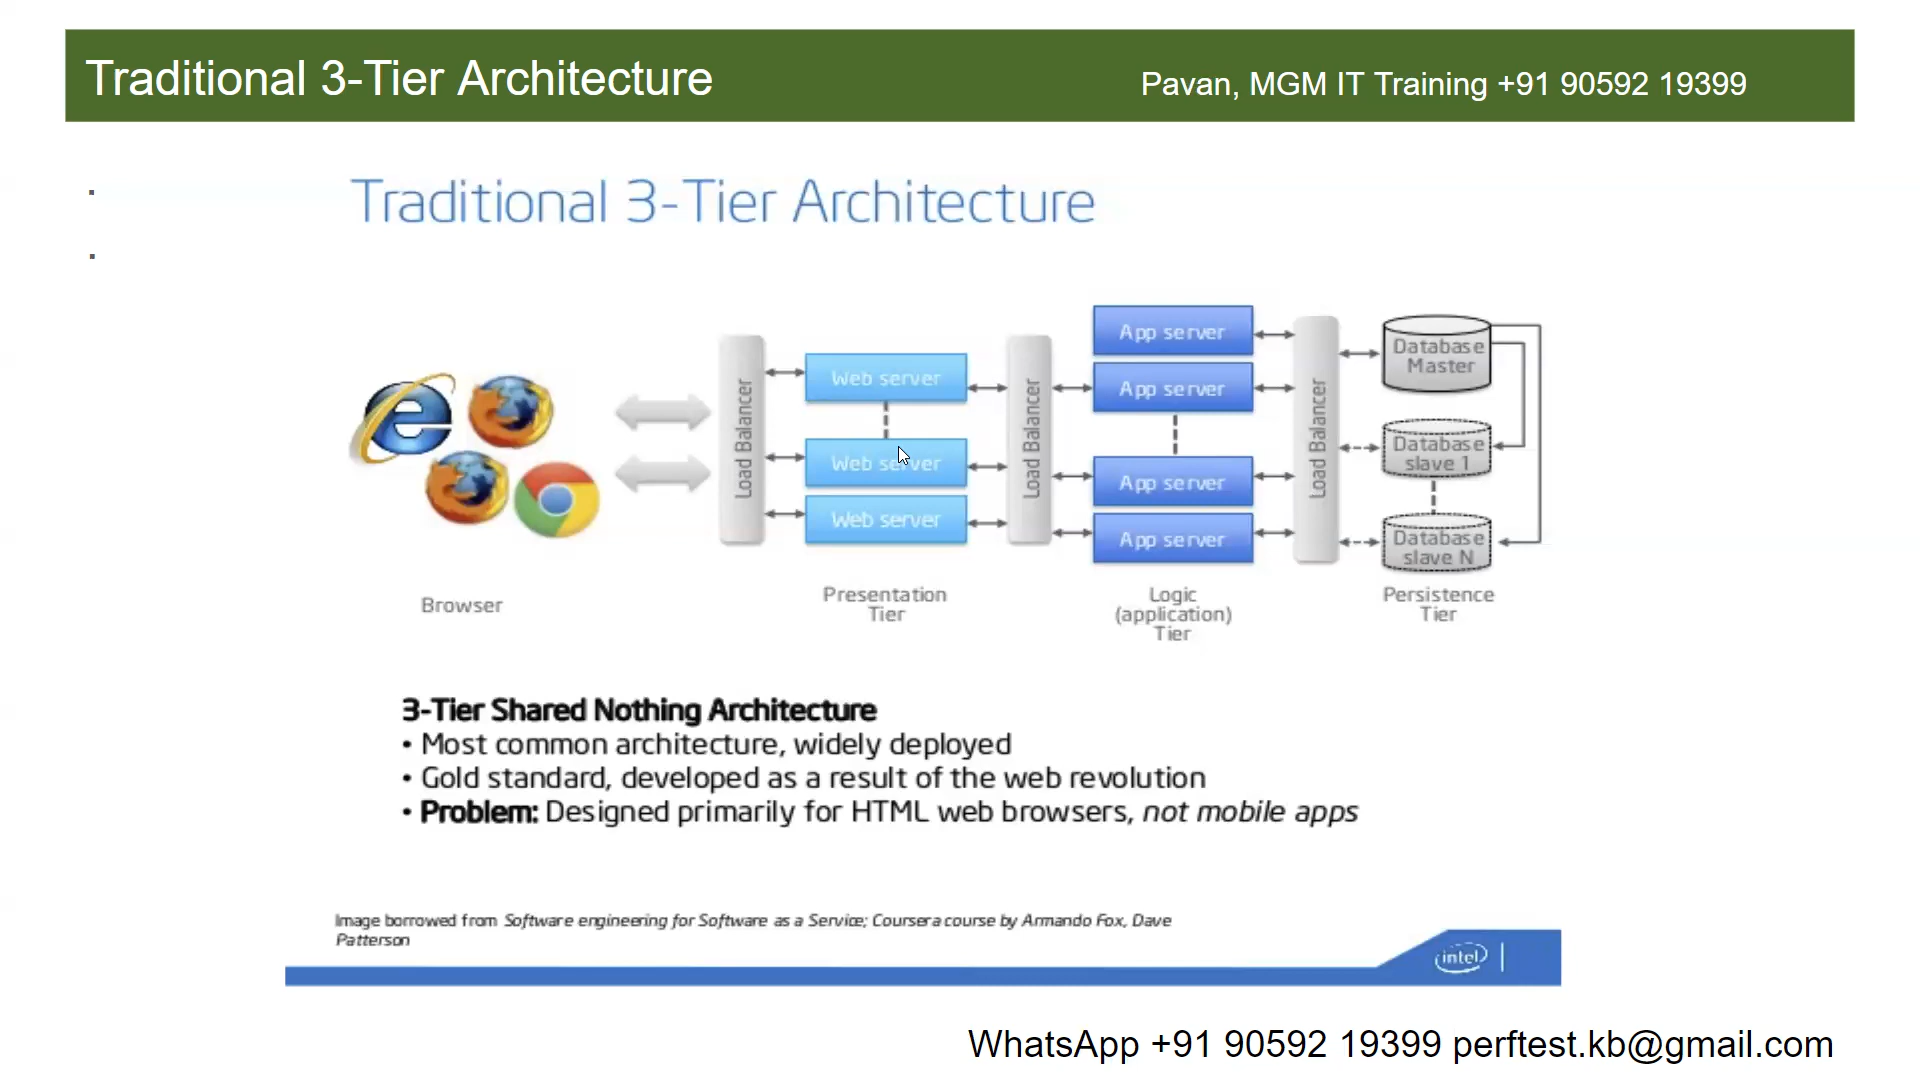 Traditional 3-Tier Architecture
Pavan, MGM IT Training +91 90592 19399
Traditional 3-Tier Architecture
Browser
Load Balancer
Web server
Web server
Web server
Presentation
Tier
Load Balancer
App server
App server
App server
App server
Logic
(application)
Tier
Load Balancer
Database
Master
Database
slave 1
Database
slave N
Persistence
Tier
3-Tier Shared Nothing Architecture
• Most common architecture, widely deployed
• Gold standard, developed as a result of the web revolution
• Problem: Designed primarily for HTML web browsers, not mobile apps
Image borrowed from Software engineering for Software as a Service; Coursera course by Armando Fox, Dave
Patterson
intel
WhatsApp +91 90592 19399 perftest.kb@gmail.com